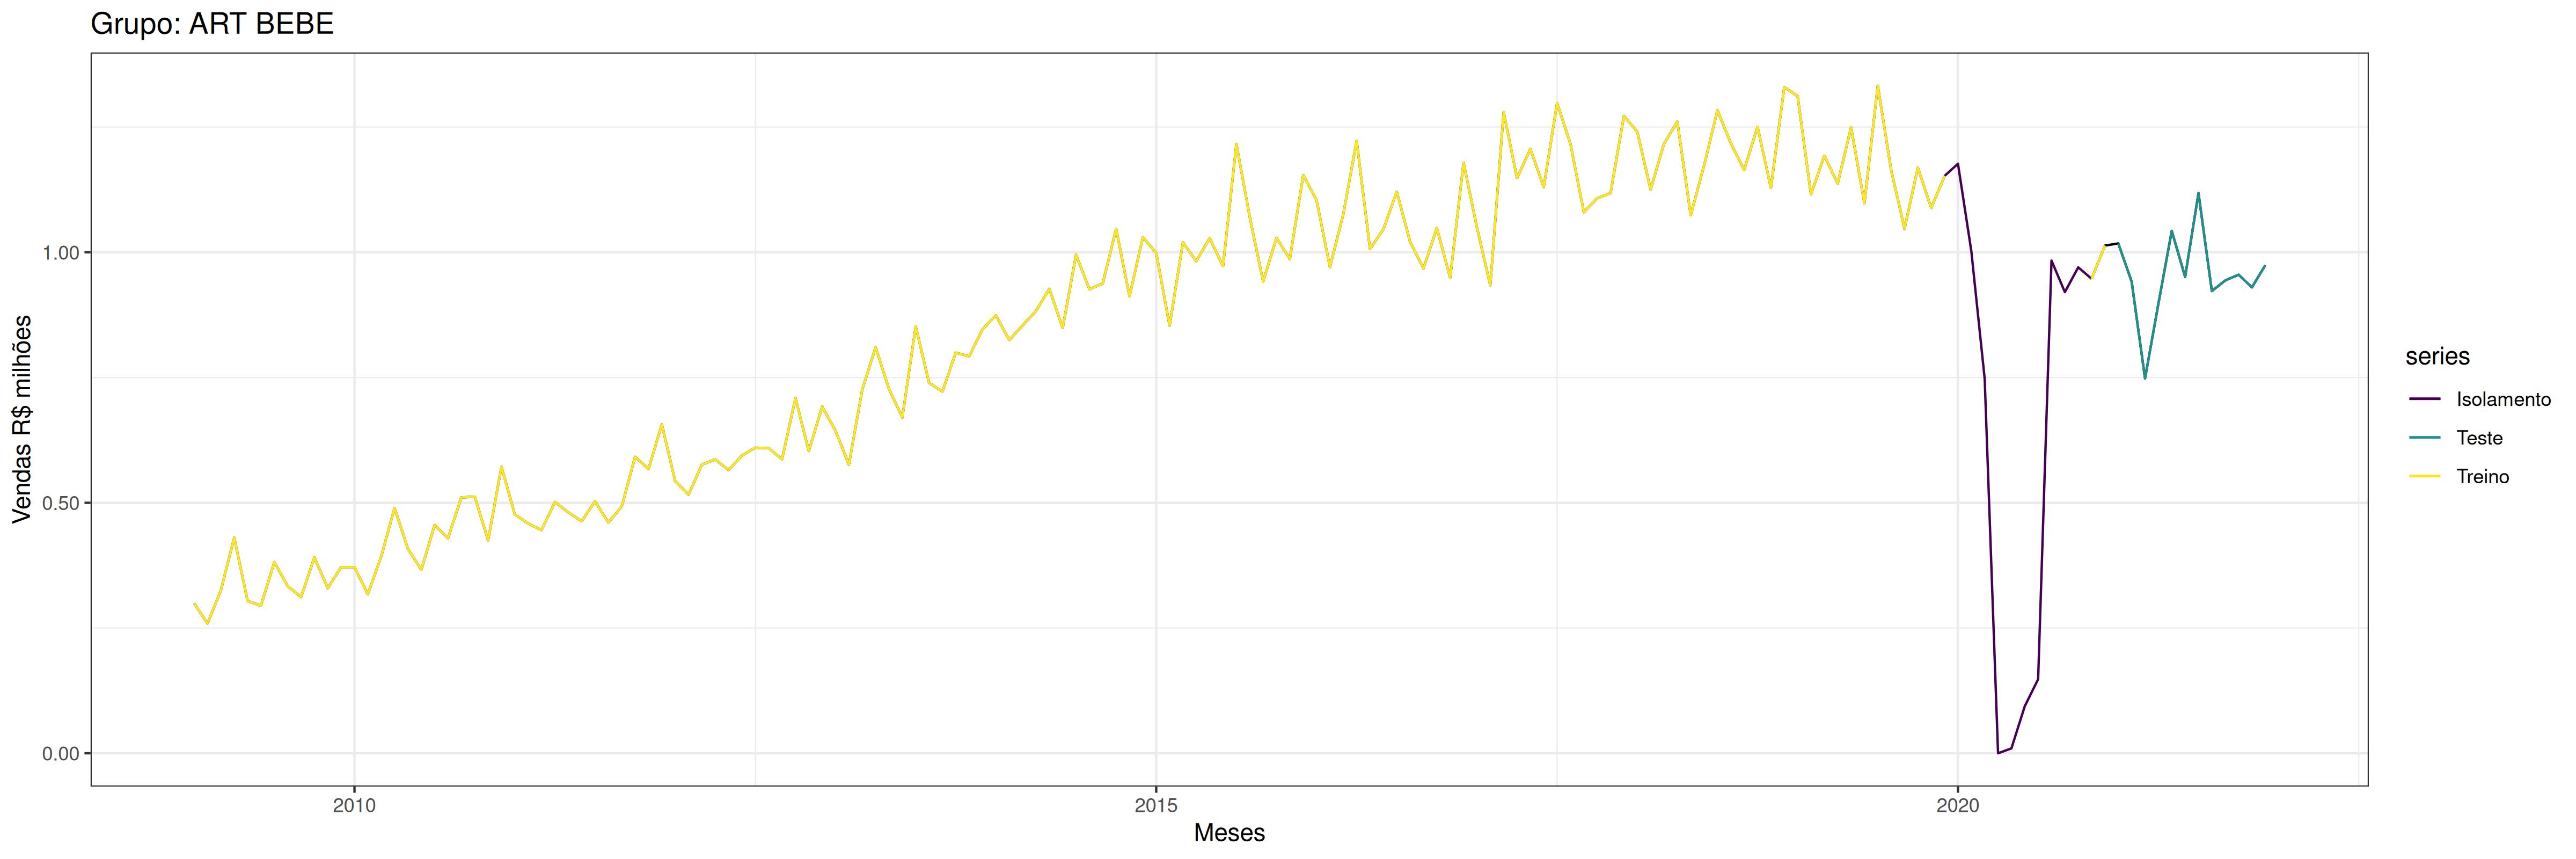 Grupo: ART BEBE
Vendas R$ milhões
1.00
0.50
0.00
2010
2015
2020
Meses
series
Isolamento
Teste
Treino